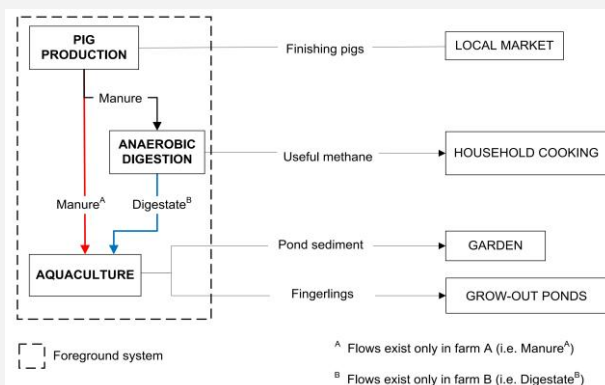 PIG
PRODUCTION
Finishing pigs
LOCAL MARKET
Manure
ANAEROBIC
DIGESTION
Useful methane
HOUSEHOLD COOKING
Manure^A
Digestate^B
Pond sediment
GARDEN
AQUACULTURE
Fingerlings
GROW-OUT PONDS
Foreground system
^A Flows exist only in farm A (i.e. Manure^A)
^B Flows exist only in farm B (i.e. Digestate^B)